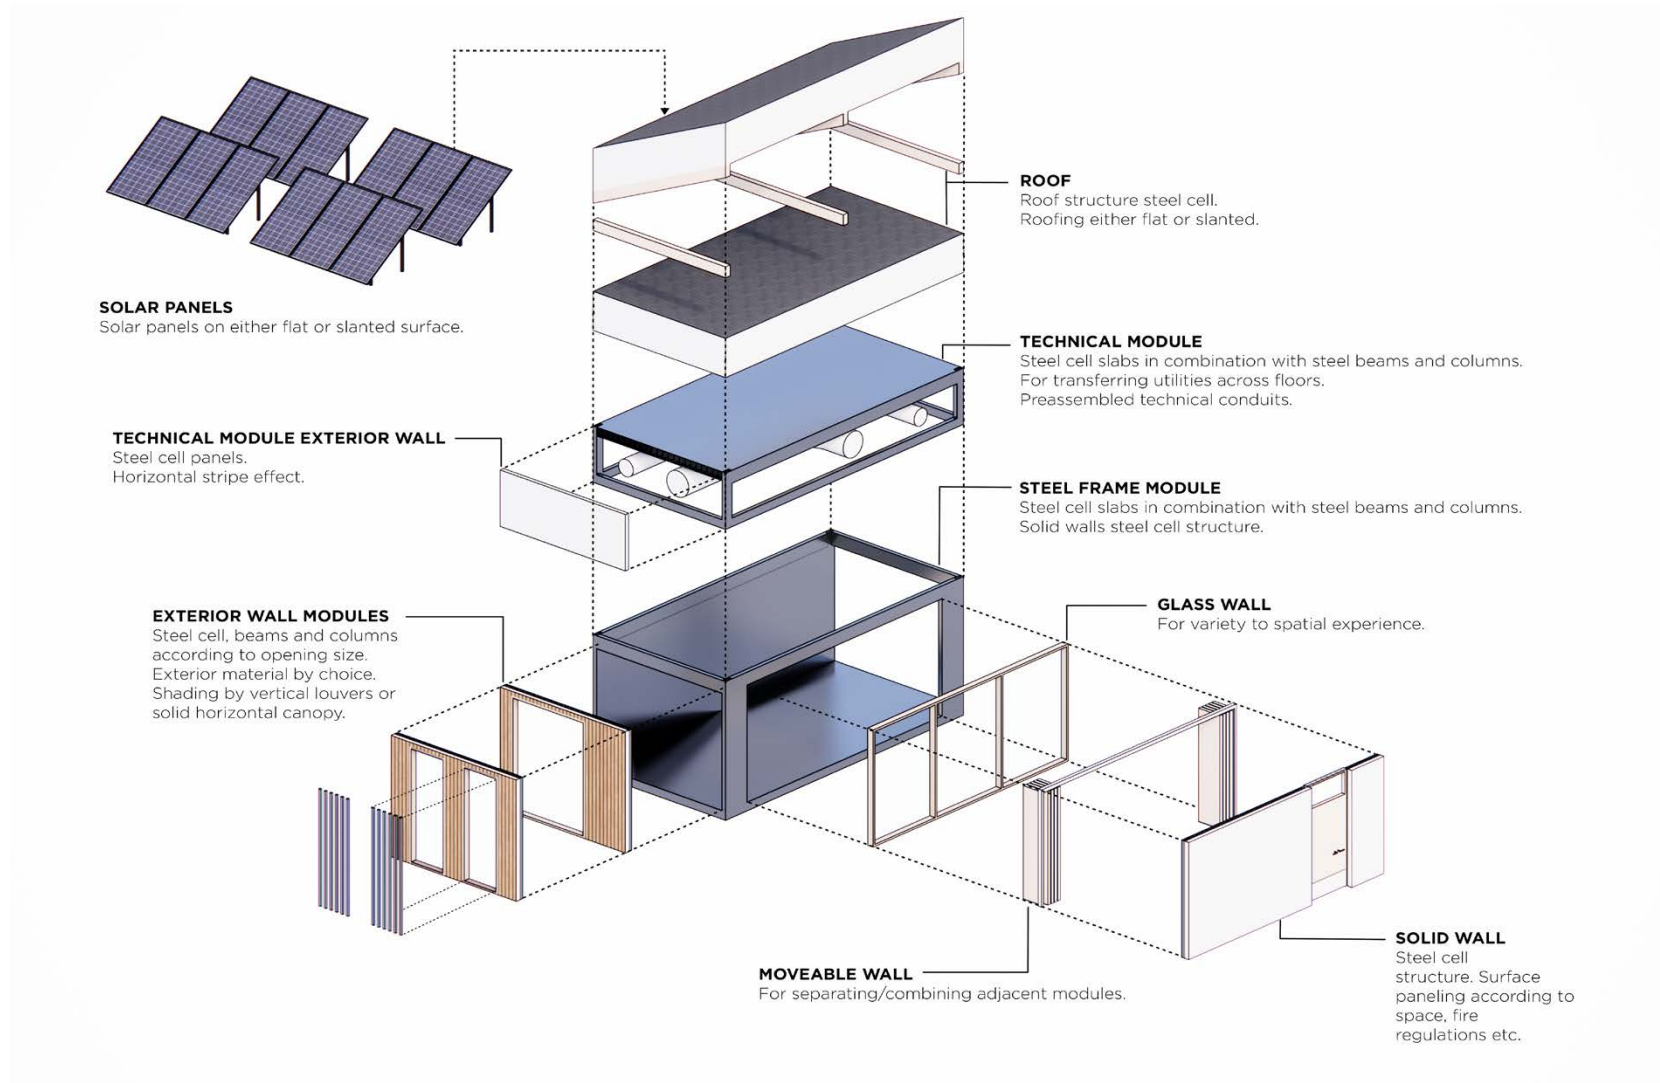 ROOF
Roof structure steel cell.
Roofing either flat or slanted.
SOLAR PANELS
Solar panels on either flat or slanted surface.
TECHNICAL MODULE
Steel cell slabs in combination with steel beams and columns.
For transferring utilities across floors.
Preassembled technical conduits.
TECHNICAL MODULE EXTERIOR WALL
Steel cell panels.
Horizontal stripe effect.
STEEL FRAME MODULE
Steel cell slabs in combination with steel beams and columns.
Solid walls steel cell structure.
EXTERIOR WALL MODULES
Steel cell, beams and columns
according to opening size.
Exterior material by choice.
Shading by vertical louvers or
solid horizontal canopy.
GLASS WALL
For variety to spatial experience.
MOVEABLE WALL
For separating/combining adjacent modules.
SOLID WALL
Steel cell
structure. Surface
paneling according to
space, fire
regulations etc.